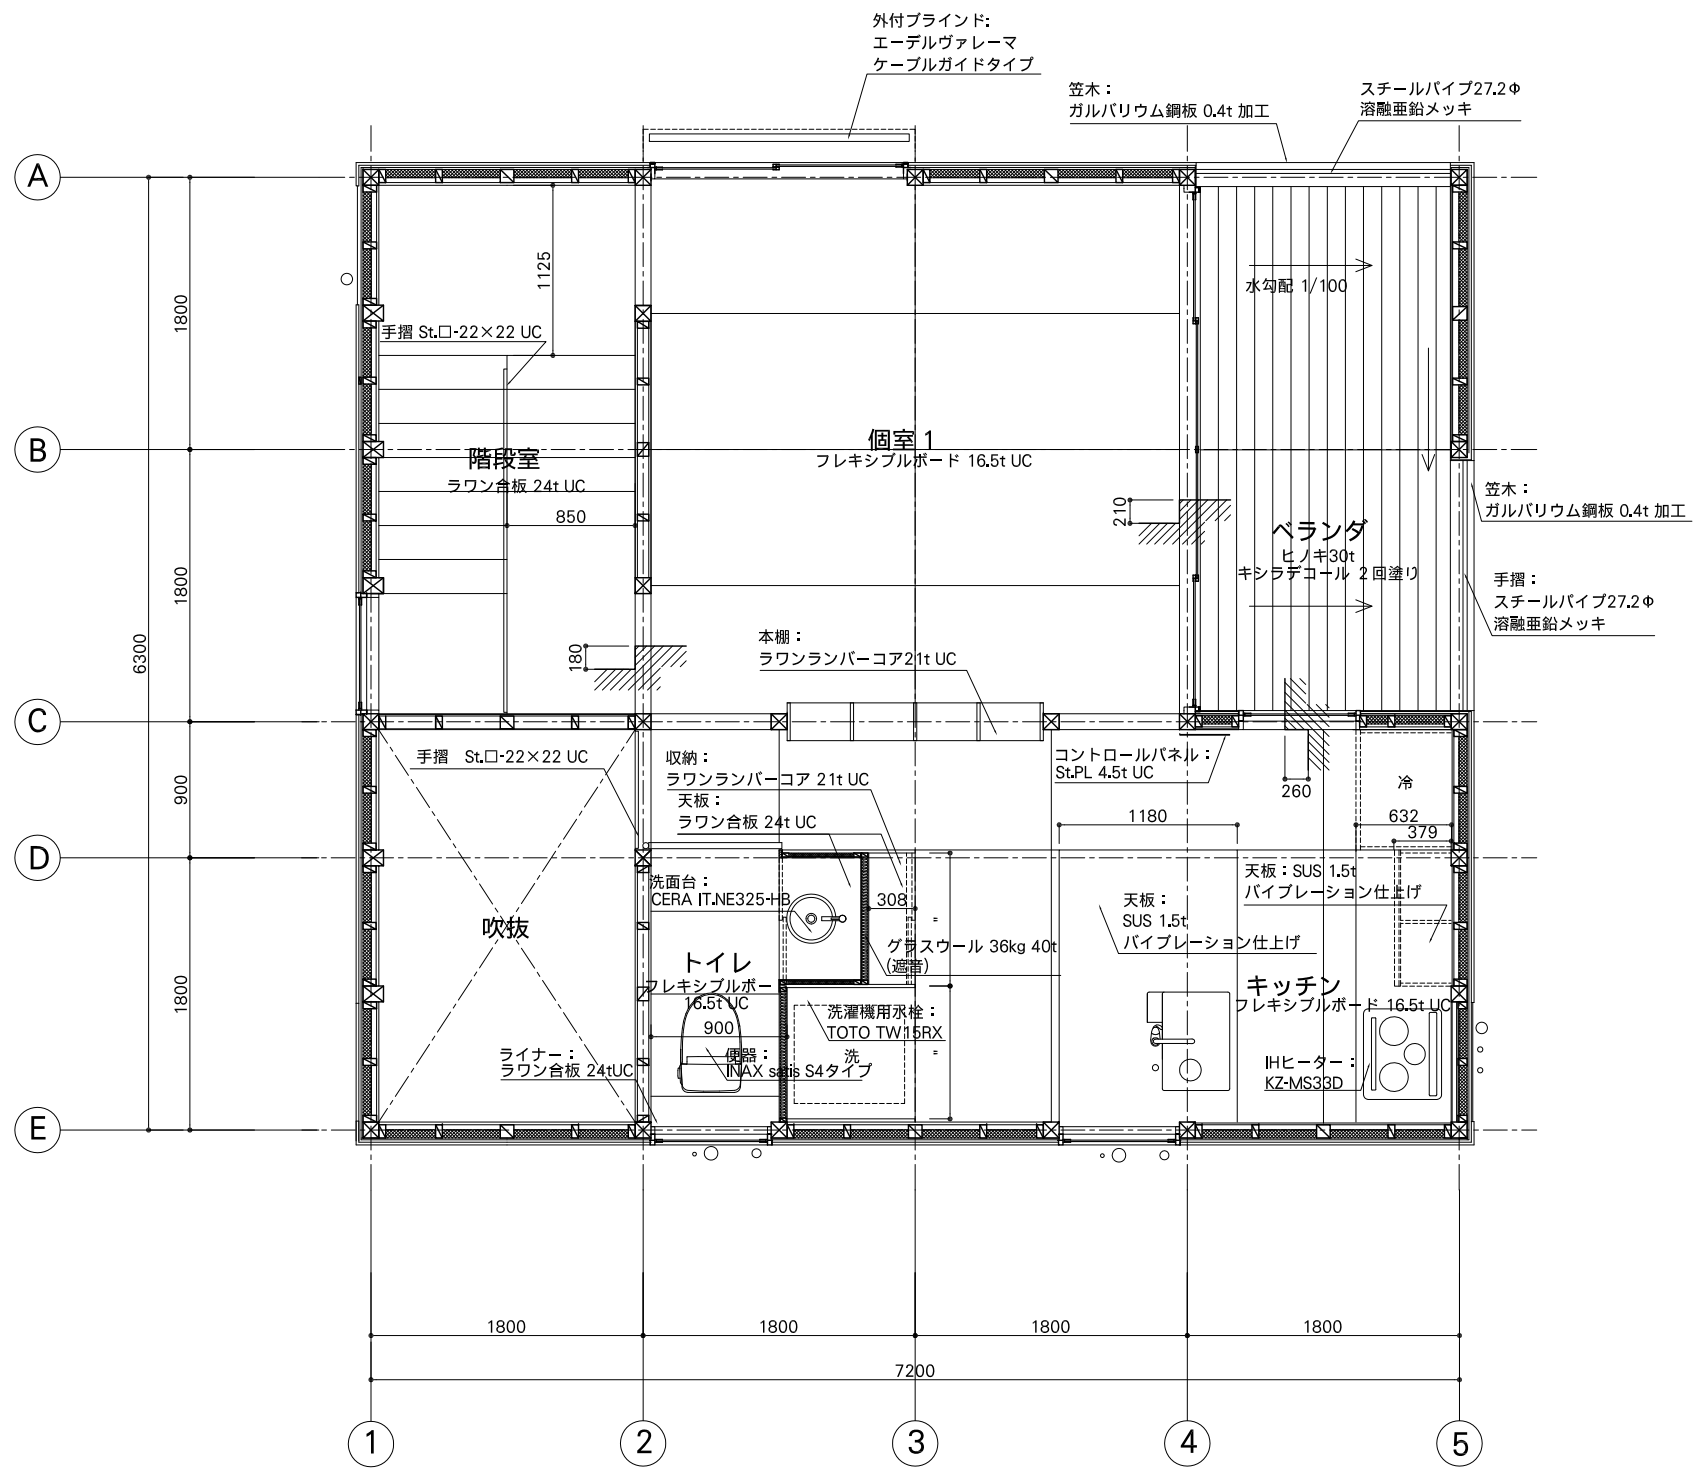 外付ブラインド:
エーデルヴァレーマ
ケーブルガイドタイプ
笠木：
ガルバリウム鋼板 0.4t 加工
スチールパイプ27.2Φ
溶融亜鉛メッキ
A
1125
水勾配 1/100
1800
手摺 St.□-22×22 UC
B
個室 1
フレキシブルボード 16.5t UC
階段室
ラワン合板 24t UC
850
210
笠木：
ガルバリウム鋼板 0.4t 加工
ベランダ
ヒノキ30t
キシラデコール 2回塗り
1800
手摺：
スチールパイプ27.2Φ
溶融亜鉛メッキ
6300
180
本棚：
ラワンランバーコア21t UC
C
手摺 St.□-22×22 UC
収納：
ラワンランバーコア 21t UC
天板：
ラワン合板 24t UC
コントロールパネル：
St.PL 4.5t UC
900
260
冷
1180
632
379
D
洗面台：
CERA IT.NE325-HB
308
天板：SUS 1.5t
バイブレーション仕上げ
天板：
SUS 1.5t
バイブレーション仕上げ
吹抜
グラスウール 36kg 40t
(遮音)
トイレ
フレキシブルボー
16.5t UC
キッチン
フレキシブルボード 16.5t UC
1800
900
洗濯機用水栓：
TOTO TW15RX
ライナー：
ラワン合板 24tUC
便器：
INAX satis S4タイプ
洗
IHヒーター：
KZ-MS33D
E
1800
1800
1800
1800
7200
1
2
3
4
5